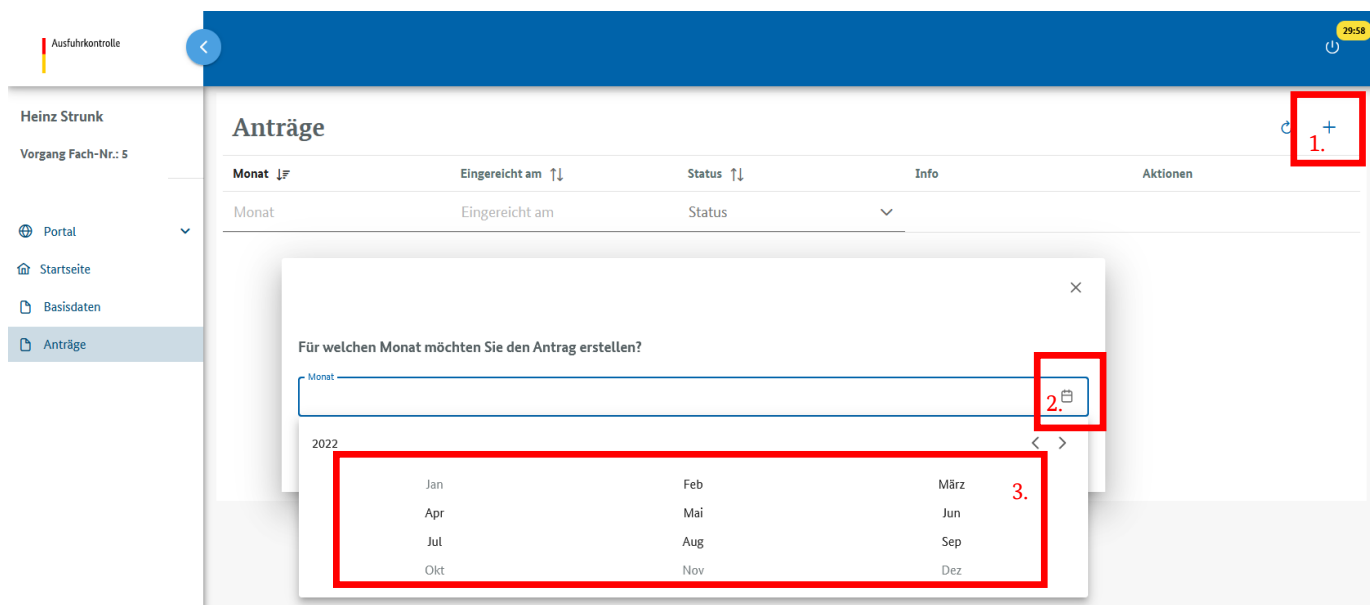 Ausfuhrkontrolle
29:58
Heinz Strunk
Vorgang Fach-Nr.: 5
Portal
Startseite
Basisdaten
Anträge
Anträge
1.
Monat Eingereicht am Status Info Aktionen
Monat Eingereicht am Status
Für welchen Monat möchten Sie den Antrag erstellen?
Monat
2.
2022
Jan Feb März
3.
Apr Mai Jun
Jul Aug Sep
Okt Nov Dez